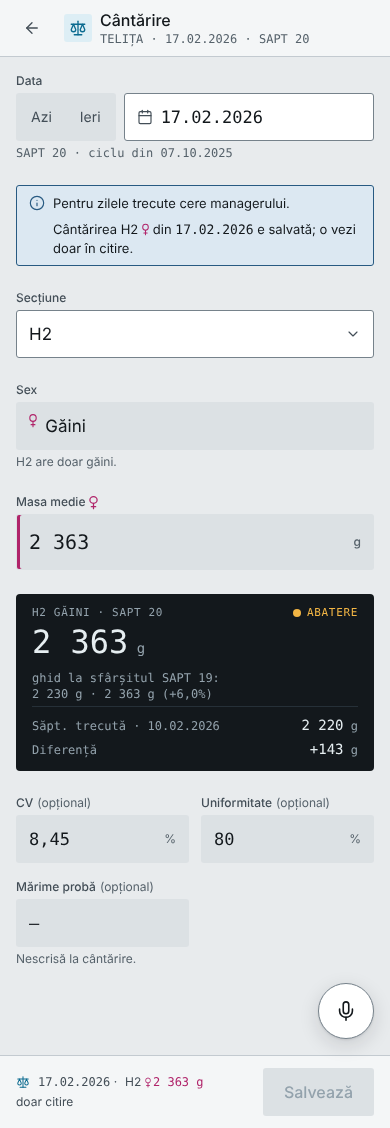 Cântărire
TELIȚA · 17.02.2026 · SAPT 20
Data
Azi Ieri 17.02.2026
SAPT 20 · ciclu din 07.10.2025
Pentru zilele trecute cere managerului.
Cântărirea H2 ♀ din 17.02.2026 e salvată; o vezi
doar în citire.
Secțiune
H2
Sex
♀ Găini
H2 are doar găini.
Masa medie ♀
2 363 g
H2 GĂINI · SAPT 20 ABATERE
2 363 g
ghid la sfârșitul SAPT 19:
2 230 g · 2 363 g (+6,0%)
Săpt. trecută · 10.02.2026 2 220 g
Diferență +143 g
CV (opțional) Uniformitate (opțional)
8,45 % 80 %
Mărime probă (opțional)
—
Nescrisă la cântărire.
17.02.2026 · H2 ♀ 2 363 g
doar citire
Salvează